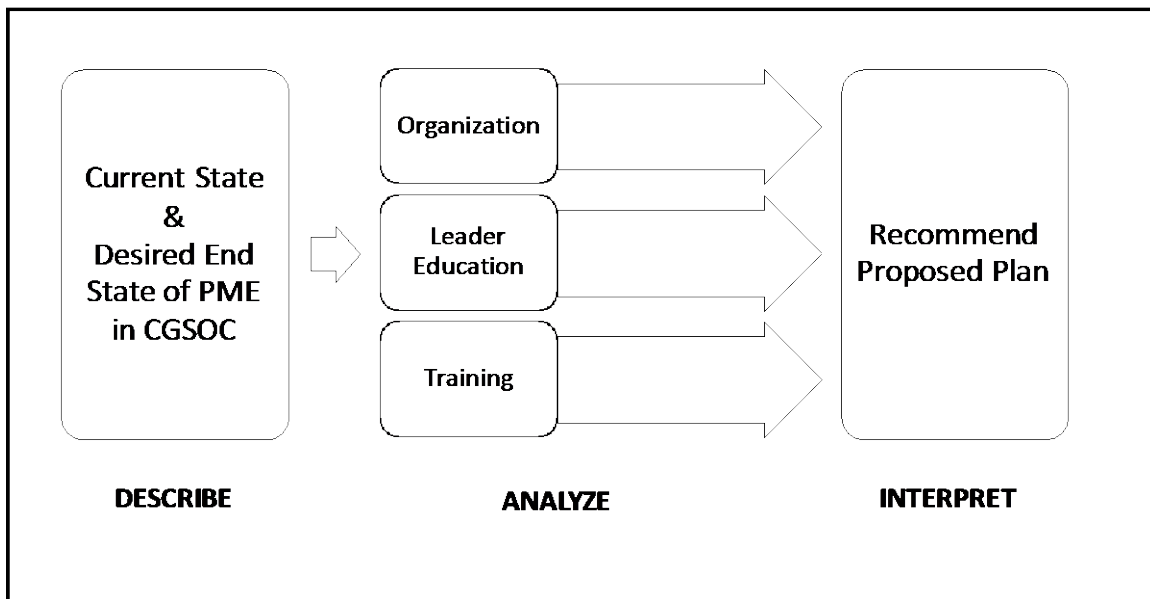 Current State
&
Desired End
State of PME
in CGSOC
Organization
Leader
Education
Training
Recommend
Proposed Plan
DESCRIBE
ANALYZE
INTERPRET